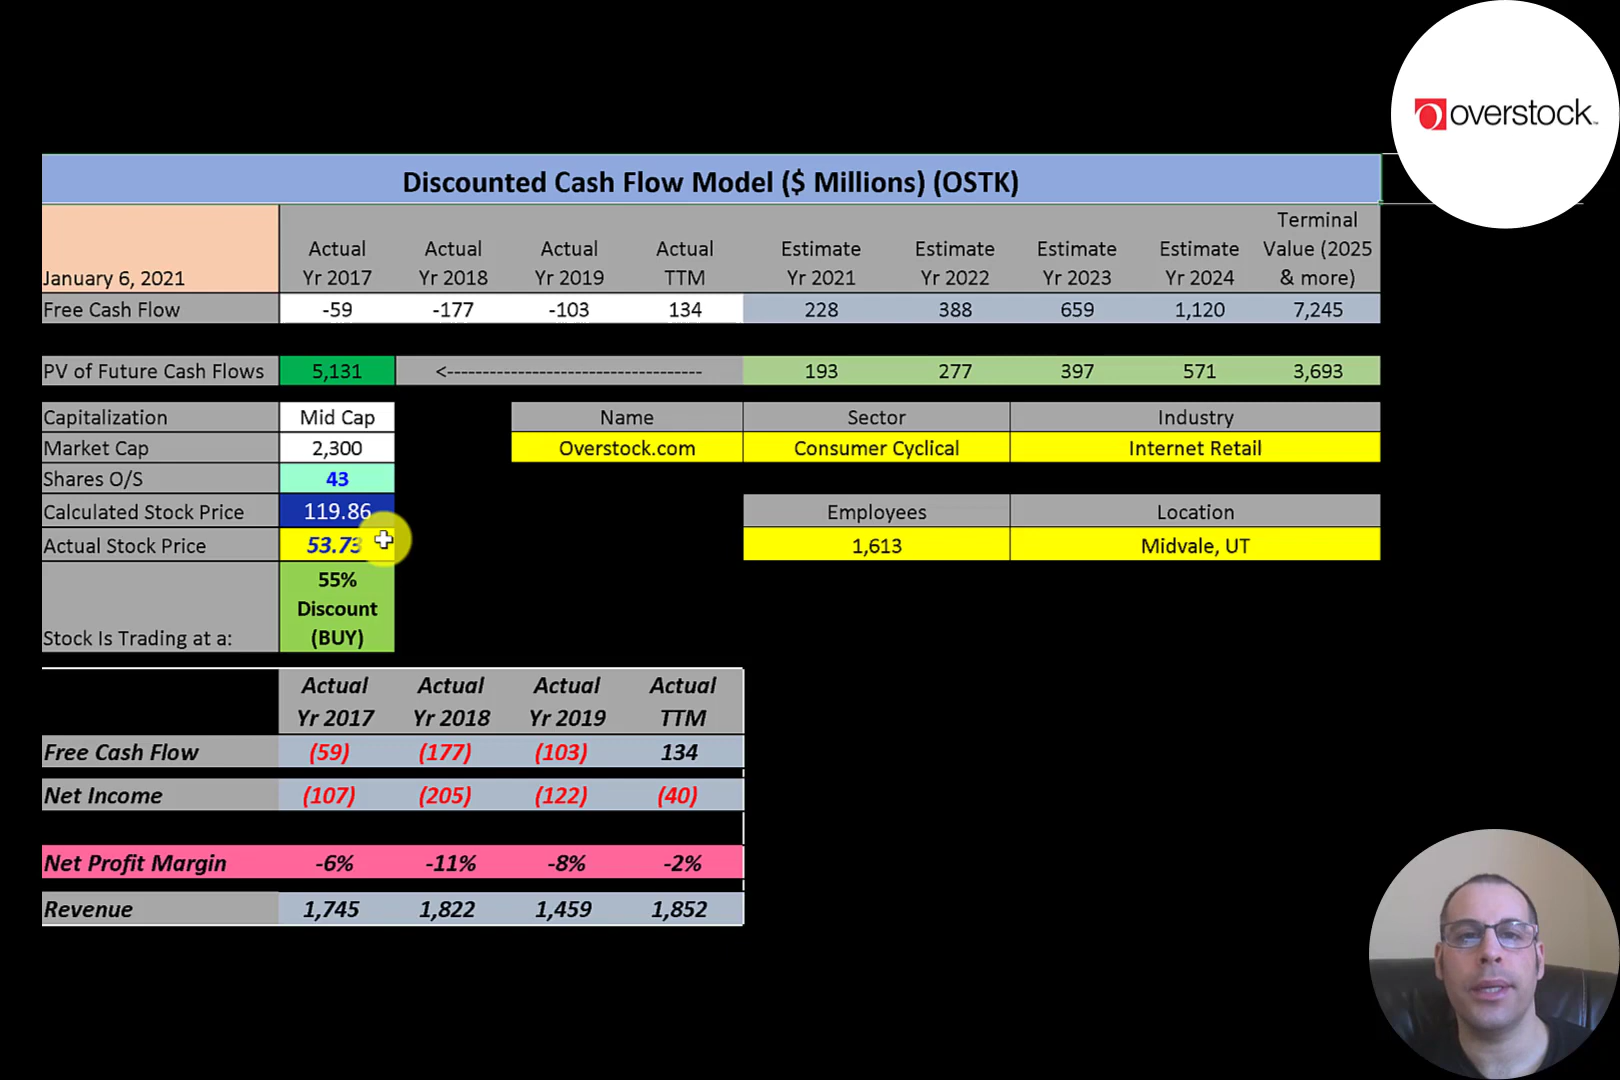 overstock™
Discounted Cash Flow Model ($ Millions) (OSTK)
January 6, 2021 Actual Yr 2017 Actual Yr 2018 Actual Yr 2019 Actual TTM Estimate Yr 2021 Estimate Yr 2022 Estimate Yr 2023 Estimate Yr 2024 Terminal Value (2025 & more)
Free Cash Flow -59 -177 -103 134 228 388 659 1,120 7,245
PV of Future Cash Flows 5,131 <----------------------------------- 193 277 397 571 3,693
Capitalization Mid Cap Name Sector Industry
Market Cap 2,300 Overstock.com Consumer Cyclical Internet Retail
Shares O/S 43
Calculated Stock Price 119.86 Employees Location
Actual Stock Price 53.73 1,613 Midvale, UT
Stock Is Trading at a: 55% Discount (BUY)
Actual Yr 2017 Actual Yr 2018 Actual Yr 2019 Actual TTM
Free Cash Flow (59) (177) (103) 134
Net Income (107) (205) (122) (40)
Net Profit Margin -6% -11% -8% -2%
Revenue 1,745 1,822 1,459 1,852